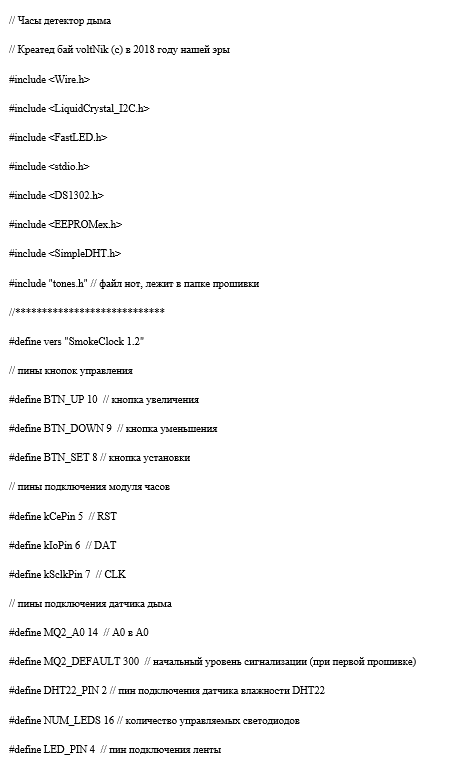 // Часы детектор дыма
// Креатед бай voltNik (c) в 2018 году нашей эры
#include <Wire.h>
#include <LiquidCrystal_I2C.h>
#include <FastLED.h>
#include <stdio.h>
#include <DS1302.h>
#include <EEPROMex.h>
#include <SimpleDHT.h>
#include "tones.h" // файл нот, лежит в папке прошивки
//****************************
#define vers "SmokeClock 1.2"
// пины кнопок управления
#define BTN_UP 10 // кнопка увеличения
#define BTN_DOWN 9 // кнопка уменьшения
#define BTN_SET 8 // кнопка установки
// пины подключения модуля часов
#define kCePin 5 // RST
#define kIoPin 6 // DAT
#define kSclkPin 7 // CLK
// пины подключения датчика дыма
#define MQ2_A0 14 // A0 в A0
#define MQ2_DEFAULT 300 // начальный уровень сигнализации (при первой прошивке)
#define DHT22_PIN 2 // пин подключения датчика влажности DHT22
#define NUM_LEDS 16 // количество управляемых светодиодов
#define LED_PIN 4 // пин подключения ленты